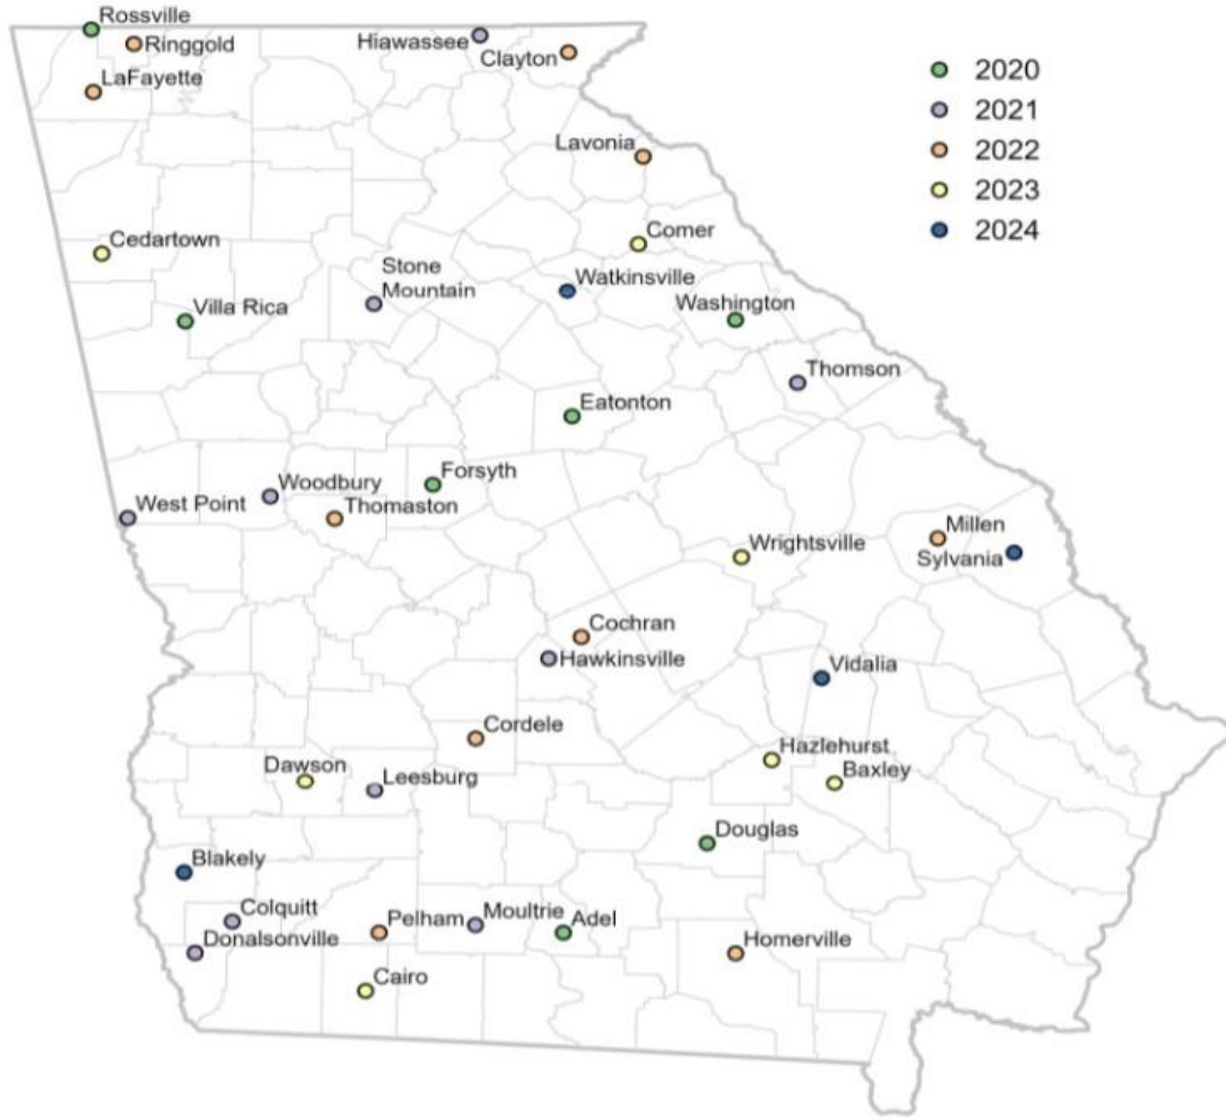 Rossville
Ringgold
Hiawassee
Clayton
LaFayette
2020
2021
2022
2023
2024
Lavonia
Cedartown
Comer
Stone
Mountain
Watkinsville
Villa Rica
Washington
Thomson
Eatonton
Forsyth
Woodbury
West Point
Thomaston
Millen
Wrightsville
Sylvania
Cochran
Hawkinsville
Vidalia
Cordele
Hazlehurst
Dawson
Leesburg
Baxley
Douglas
Blakely
Colquitt
Pelham
Moultrie
Adel
Donalsonville
Homerville
Cairo